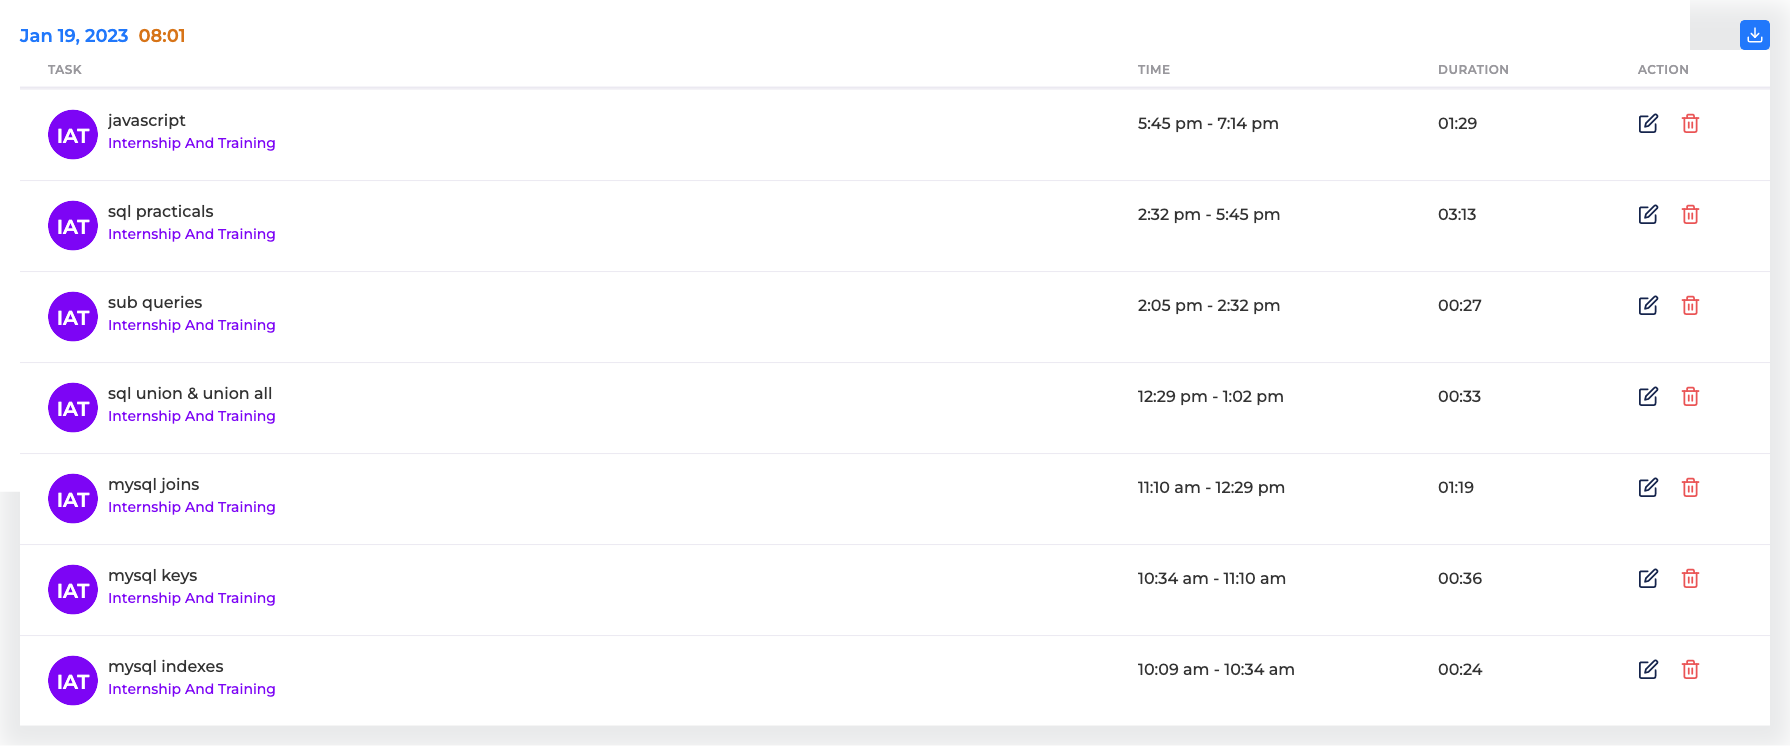 Jan 19, 2023 08:01
TASK TIME DURATION ACTION
IAT javascript 5:45 pm - 7:14 pm 01:29
Internship And Training
IAT sql practicals 2:32 pm - 5:45 pm 03:13
Internship And Training
IAT sub queries 2:05 pm - 2:32 pm 00:27
Internship And Training
IAT sql union & union all 12:29 pm - 1:02 pm 00:33
Internship And Training
IAT mysql joins 11:10 am - 12:29 pm 01:19
Internship And Training
IAT mysql keys 10:34 am - 11:10 am 00:36
Internship And Training
IAT mysql indexes 10:09 am - 10:34 am 00:24
Internship And Training